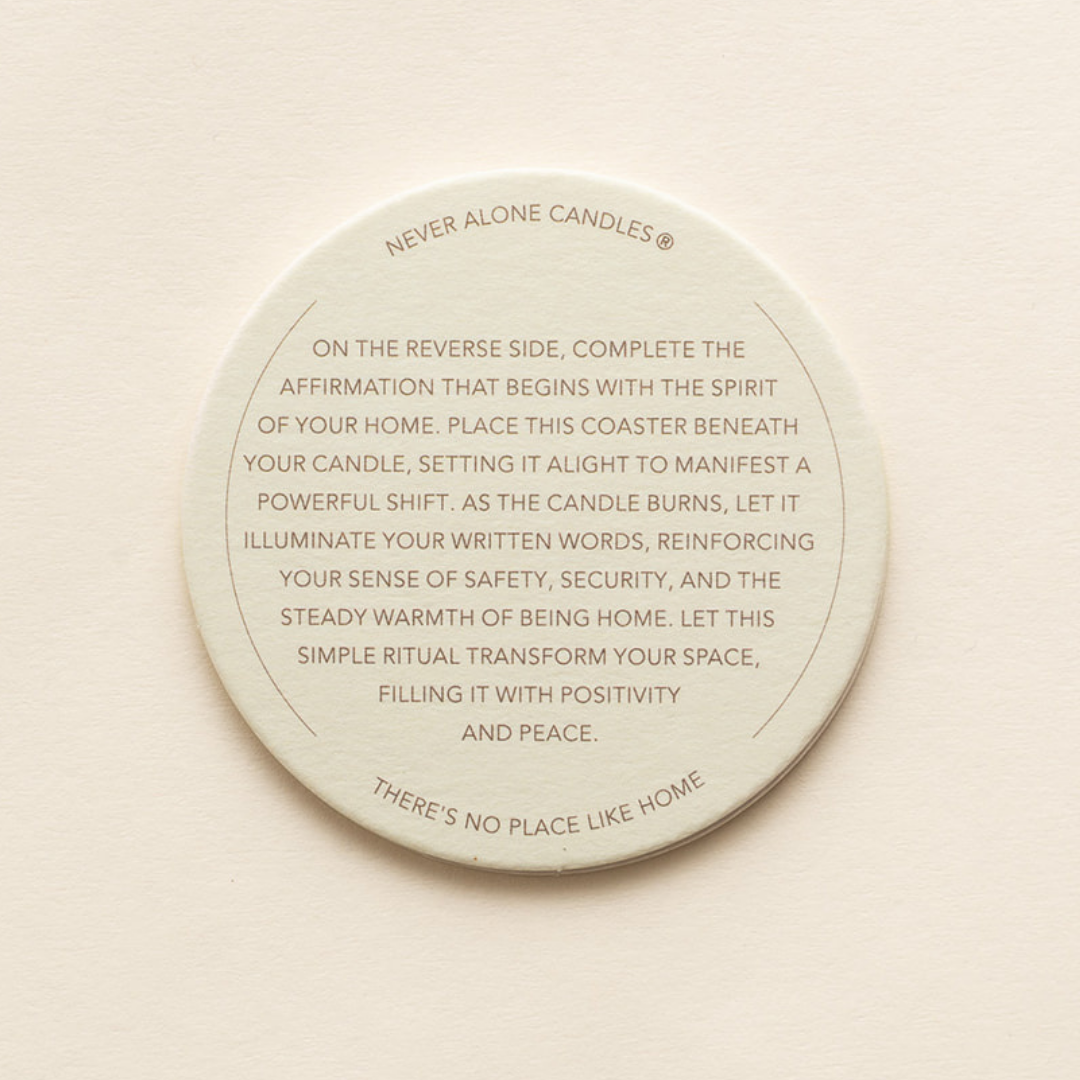 NEVER ALONE CANDLES®
ON THE REVERSE SIDE, COMPLETE THE
AFFIRMATION THAT BEGINS WITH THE SPIRIT
OF YOUR HOME. PLACE THIS COASTER BENEATH
YOUR CANDLE, SETTING IT ALIGHT TO MANIFEST A
POWERFUL SHIFT. AS THE CANDLE BURNS, LET IT
ILLUMINATE YOUR WRITTEN WORDS, REINFORCING
YOUR SENSE OF SAFETY, SECURITY, AND THE
STEADY WARMTH OF BEING HOME. LET THIS
SIMPLE RITUAL TRANSFORM YOUR SPACE,
FILLING IT WITH POSITIVITY
AND PEACE.
THERE'S NO PLACE LIKE HOME